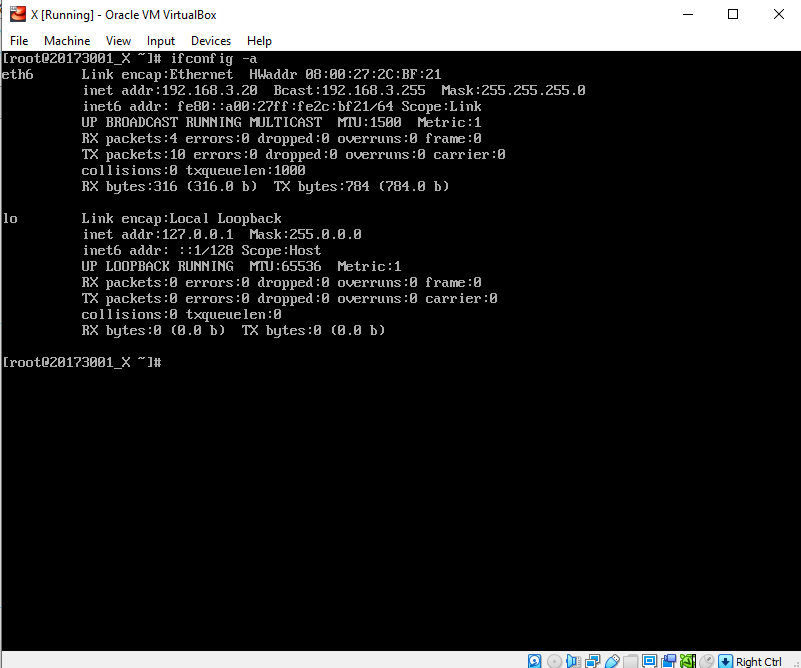 X [Running] - Oracle VM VirtualBox
File Machine View Input Devices Help
[root@20173001_X ~]# ifconfig -a
eth6 Link encap:Ethernet HWaddr 08:00:27:2C:BF:21
inet addr:192.168.3.20 Bcast:192.168.3.255 Mask:255.255.255.0
inet6 addr: fe80::a00:27ff:fe2c:bf21/64 Scope:Link
UP BROADCAST RUNNING MULTICAST MTU:1500 Metric:1
RX packets:4 errors:0 dropped:0 overruns:0 frame:0
TX packets:10 errors:0 dropped:0 overruns:0 carrier:0
collisions:0 txqueuelen:1000
RX bytes:316 (316.0 b) TX bytes:784 (784.0 b)
lo Link encap:Local Loopback
inet addr:127.0.0.1 Mask:255.0.0.0
inet6 addr: ::1/128 Scope:Host
UP LOOPBACK RUNNING MTU:65536 Metric:1
RX packets:0 errors:0 dropped:0 overruns:0 frame:0
TX packets:0 errors:0 dropped:0 overruns:0 carrier:0
collisions:0 txqueuelen:0
RX bytes:0 (0.0 b) TX bytes:0 (0.0 b)
[root@20173001_X ~]#
Right Ctrl